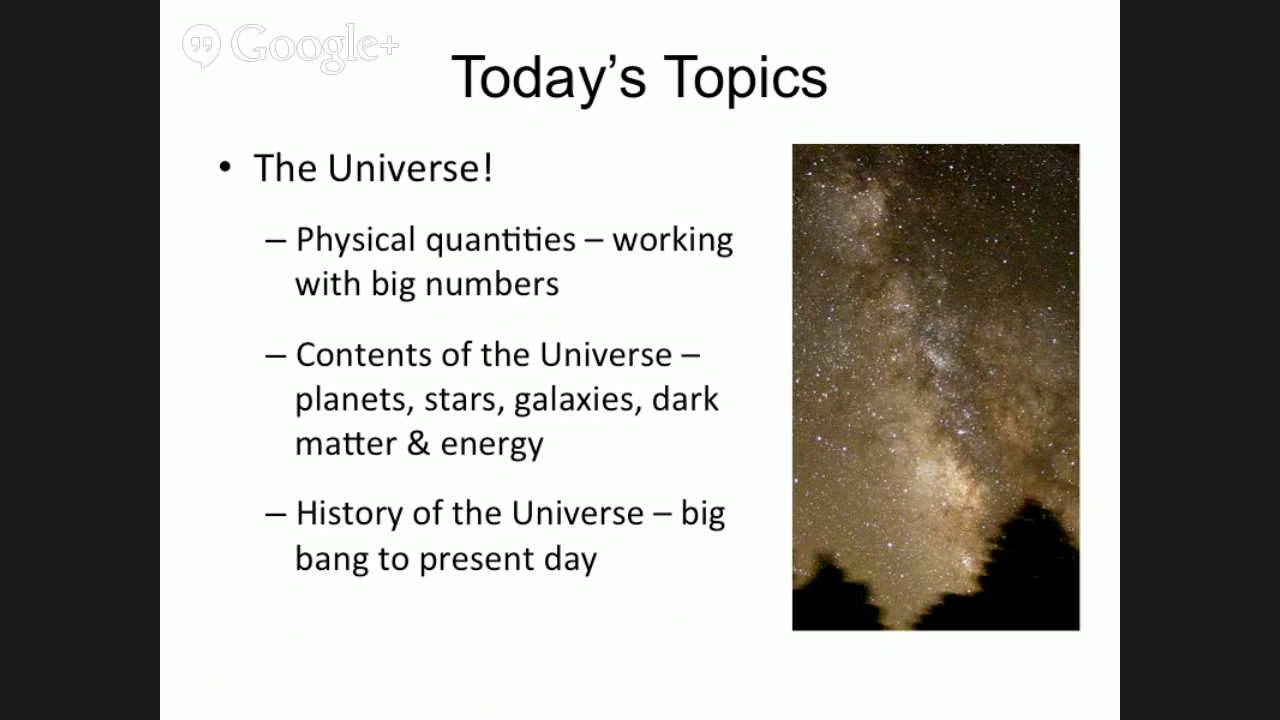 Google+
Today’s Topics
• The Universe!
– Physical quantities – working
with big numbers
– Contents of the Universe –
planets, stars, galaxies, dark
matter & energy
– History of the Universe – big
bang to present day